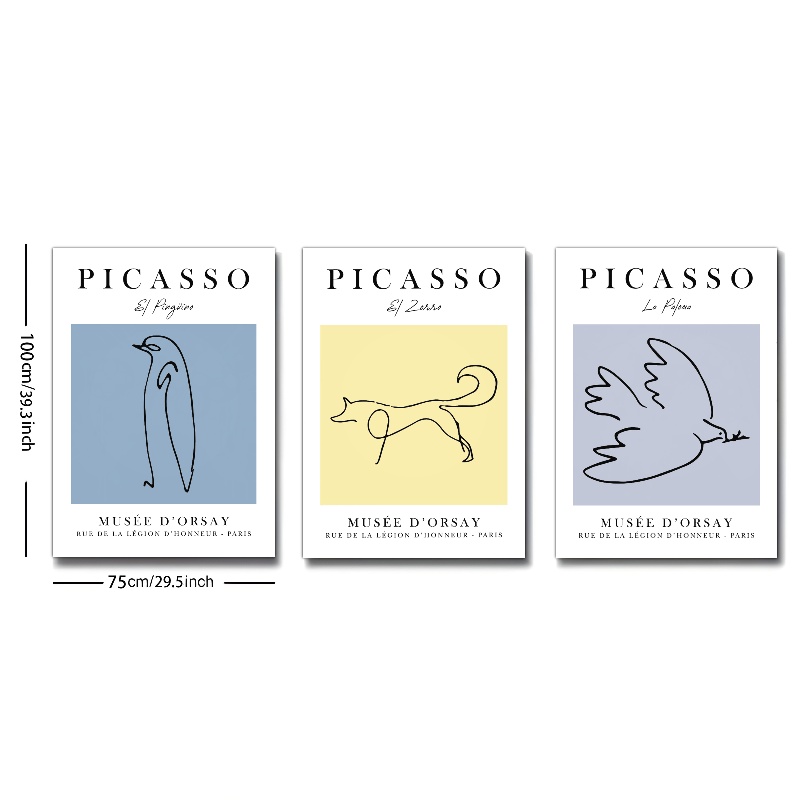 PICASSO
El Pingüino
MUSÉE D'ORSAY
RUE DE LA LÉGION D'HONNEUR - PARIS
PICASSO
El Zorro
MUSÉE D'ORSAY
RUE DE LA LÉGION D'HONNEUR - PARIS
PICASSO
La Paloma
MUSÉE D'ORSAY
RUE DE LA LÉGION D'HONNEUR - PARIS
100cm/39.3inch
75cm/29.5inch